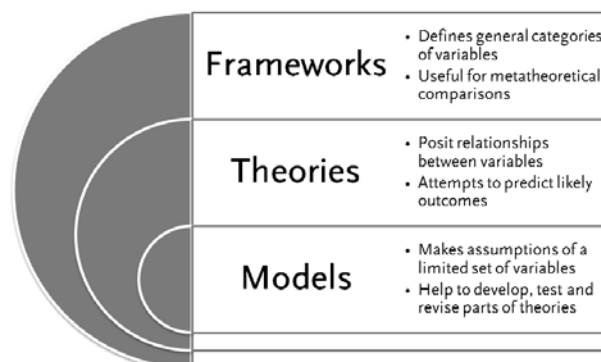 Frameworks
• Defines general categories
of variables
• Useful for metatheoretical
comparisons
Theories
• Posit relationships
between variables
• Attempts to predict likely
outcomes
Models
• Makes assumptions of a
limited set of variables
• Help to develop, test and
revise parts of theories